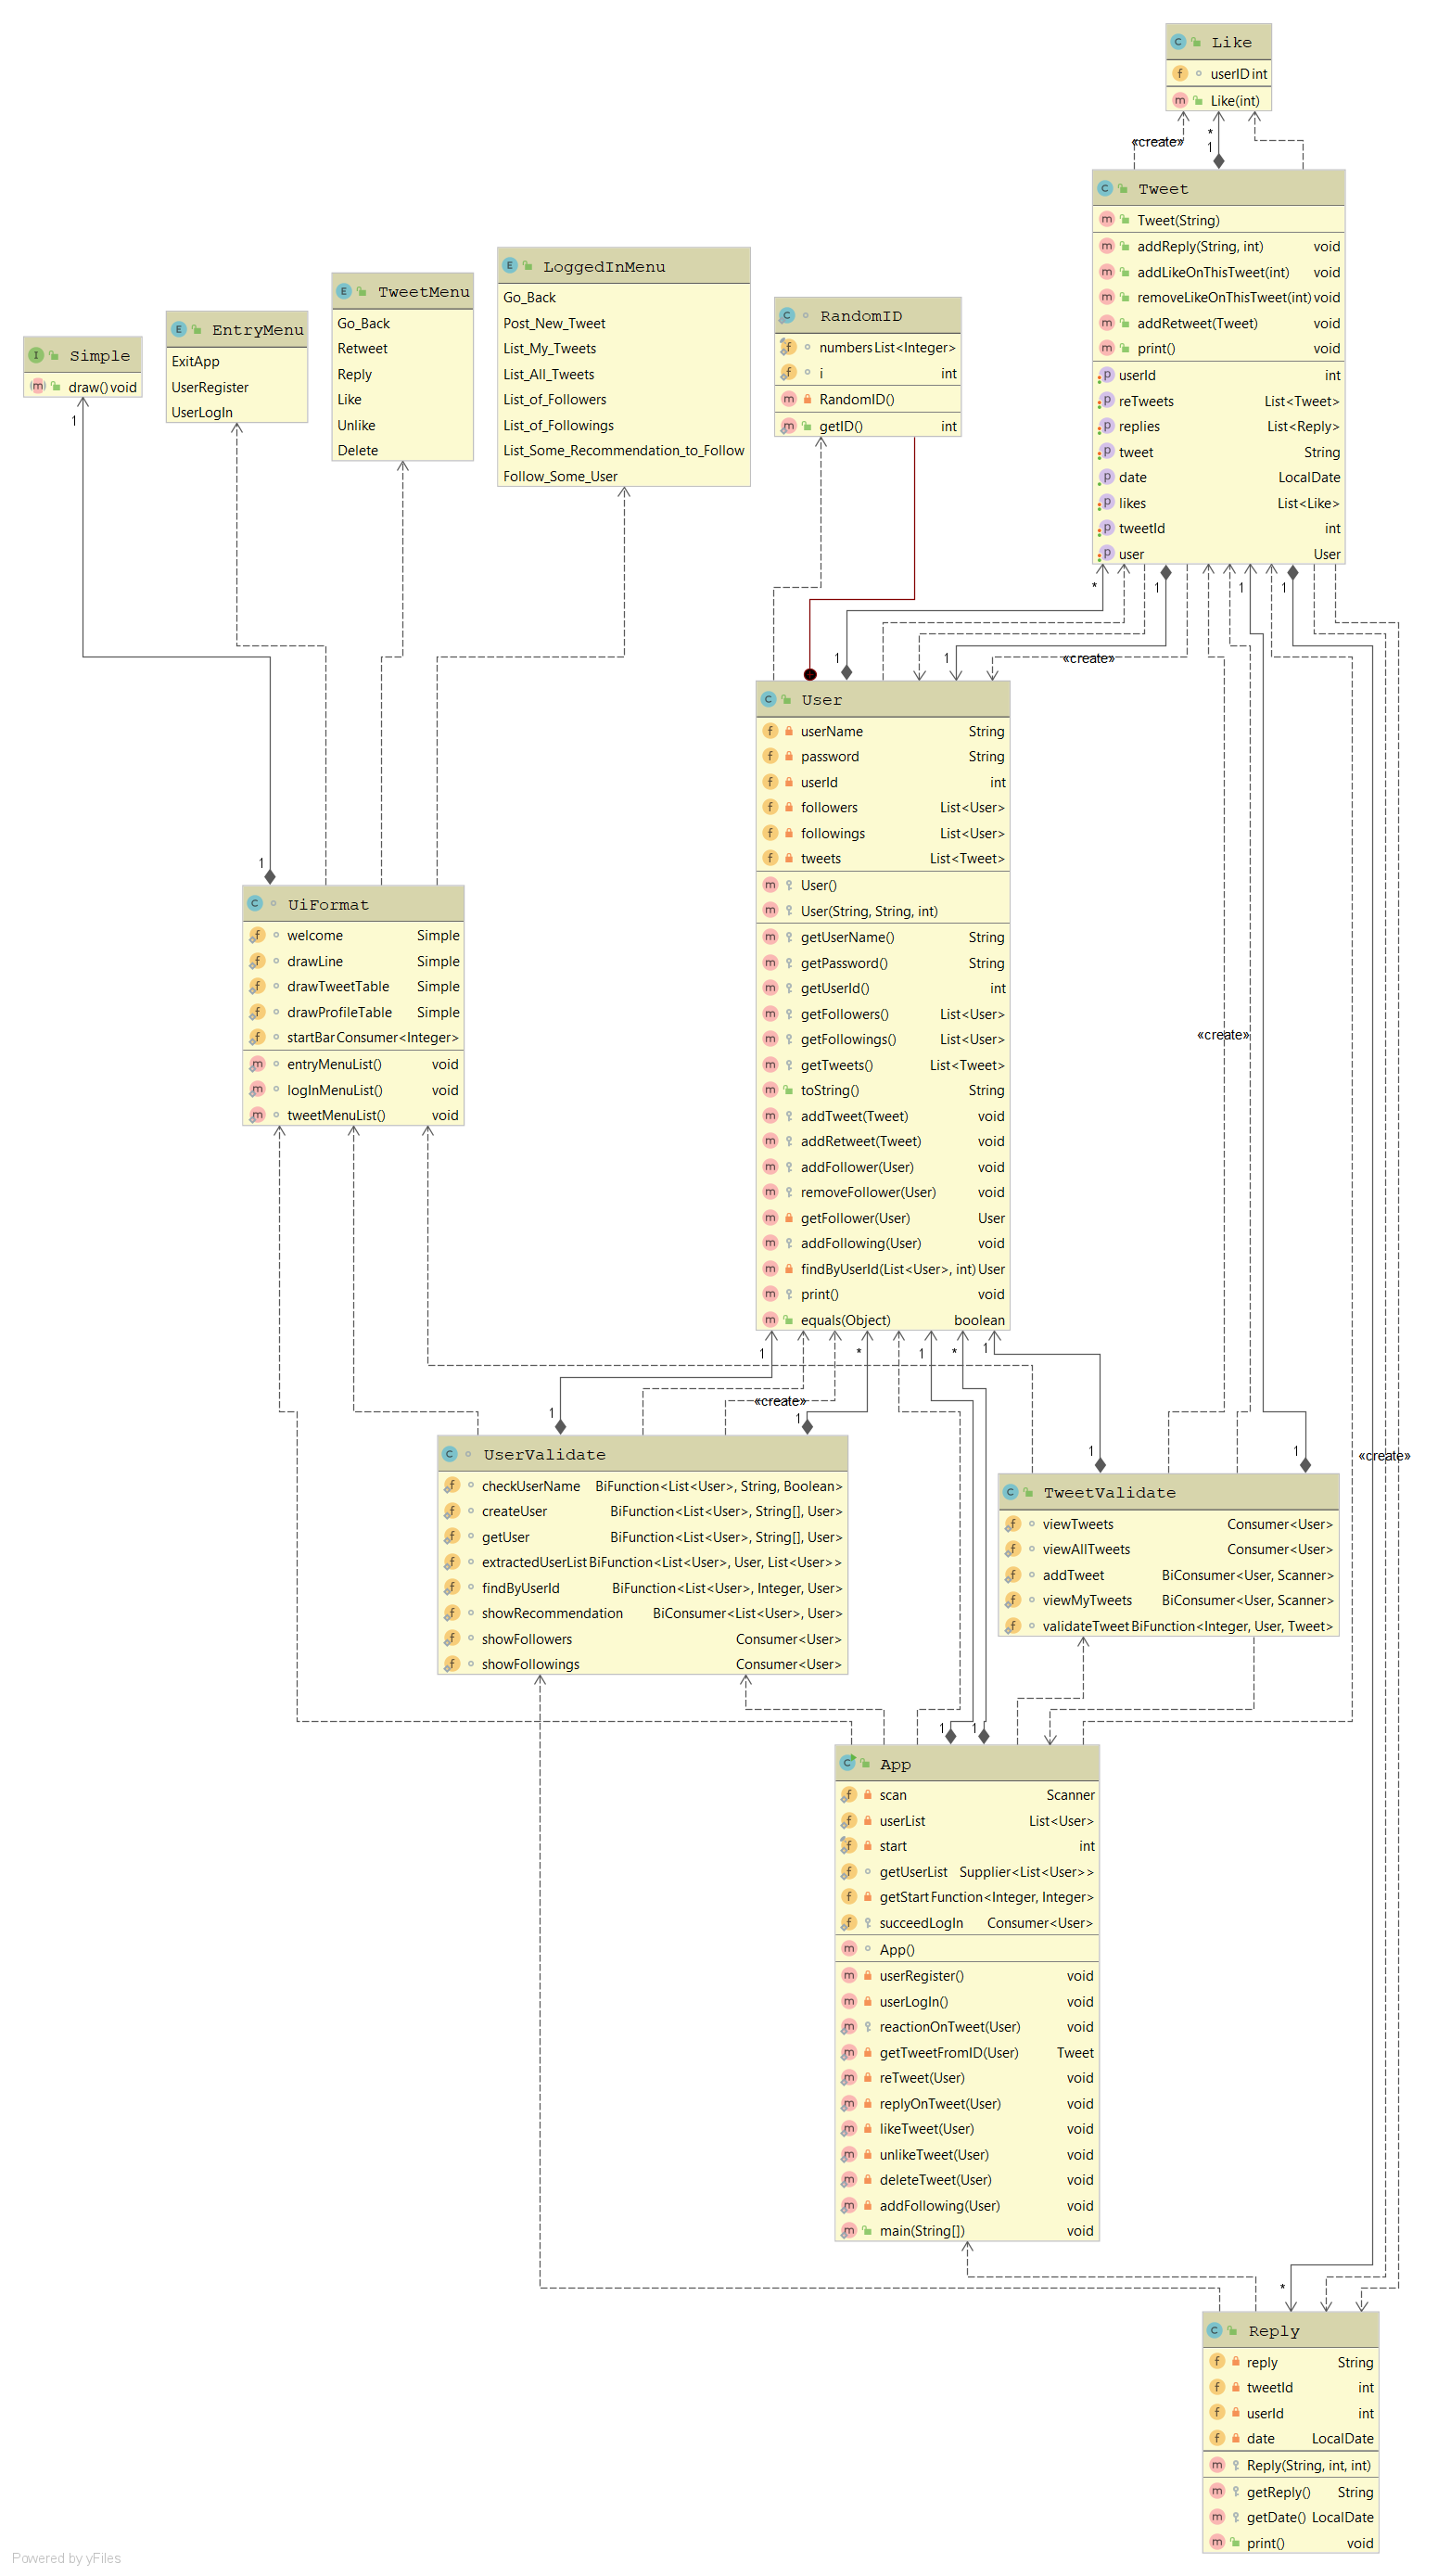 Like
userID int
Like(int)
«create»
*
1
Tweet
Tweet(String)
addReply(String, int) void
addLikeOnThisTweet(int) void
removeLikeOnThisTweet(int) void
addRetweet(Tweet) void
print() void
userId int
reTweets List<Tweet>
replies List<Reply>
tweet String
date LocalDate
likes List<Like>
tweetId int
user User
LoggedInMenu
Go_Back
Post_New_Tweet
List_My_Tweets
List_All_Tweets
List_of_Followers
List_of_Followings
List_Some_Recommendation_to_Follow
Follow_Some_User
TweetMenu
Go_Back
Retweet
Reply
Like
Unlike
Delete
RandomID
numbers List<Integer>
i int
RandomID()
getID() int
EntryMenu
ExitApp
UserRegister
UserLogIn
Simple
draw() void
1
* 1 1 1
1 1 «create»
User
userName String
password String
userId int
followers List<User>
followings List<User>
tweets List<Tweet>
User()
User(String, String, int)
getUserName() String
getPassword() String
getUserId() int
getFollowers() List<User>
getFollowings() List<User>
getTweets() List<Tweet>
toString() String
addTweet(Tweet) void
addRetweet(Tweet) void
addFollower(User) void
removeFollower(User) void
getFollower(User) User
addFollowing(User) void
findByUserId(List<User>, int) User
print() void
equals(Object) boolean
1
UiFormat
welcome Simple
drawLine Simple
drawTweetTable Simple
drawProfileTable Simple
startBar Consumer<Integer>
entryMenuList() void
logInMenuList() void
tweetMenuList() void
«create»
1 * 1 * 1
«create»
1 1
UserValidate
checkUserName BiFunction<List<User>, String, Boolean>
createUser BiFunction<List<User>, String[], User>
getUser BiFunction<List<User>, String[], User>
extractedUserList BiFunction<List<User>, User, List<User>>
findByUserId BiFunction<List<User>, Integer, User>
showRecommendation BiConsumer<List<User>, User>
showFollowers Consumer<User>
showFollowings Consumer<User>
1 1 «create»
TweetValidate
viewTweets Consumer<User>
viewAllTweets Consumer<User>
addTweet BiConsumer<User, Scanner>
viewMyTweets BiConsumer<User, Scanner>
validateTweet BiFunction<Integer, User, Tweet>
1 1
App
scan Scanner
userList List<User>
start int
getUserList Supplier<List<User>>
getStart Function<Integer, Integer>
succeedLogIn Consumer<User>
App()
userRegister() void
userLogIn() void
reactionOnTweet(User) void
getTweetFromID(User) Tweet
reTweet(User) void
replyOnTweet(User) void
likeTweet(User) void
unlikeTweet(User) void
deleteTweet(User) void
addFollowing(User) void
main(String[]) void
*
Reply
reply String
tweetId int
userId int
date LocalDate
Reply(String, int, int)
getReply() String
getDate() LocalDate
print() void
Powered by yFiles